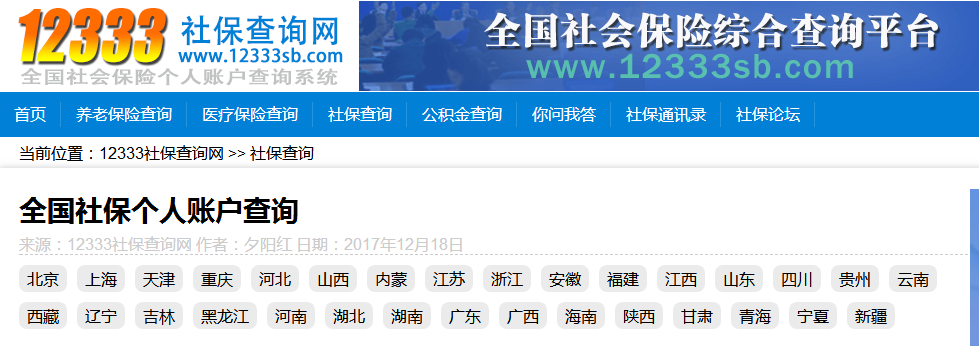 12333 社保查询网
www.12333sb.com
全国社会保险个人账户查询系统
全国社会保险综合查询平台
www.12333sb.com
首页 养老保险查询 医疗保险查询 社保查询 公积金查询 你问我答 社保通讯录 社保论坛
当前位置：12333社保查询网 >> 社保查询
全国社保个人账户查询
来源：12333社保查询网 作者：夕阳红 日期：2017年12月18日
北京 上海 天津 重庆 河北 山西 内蒙 江苏 浙江 安徽 福建 江西 山东 四川 贵州 云南
西藏 辽宁 吉林 黑龙江 河南 湖北 湖南 广东 广西 海南 陕西 甘肃 青海 宁夏 新疆